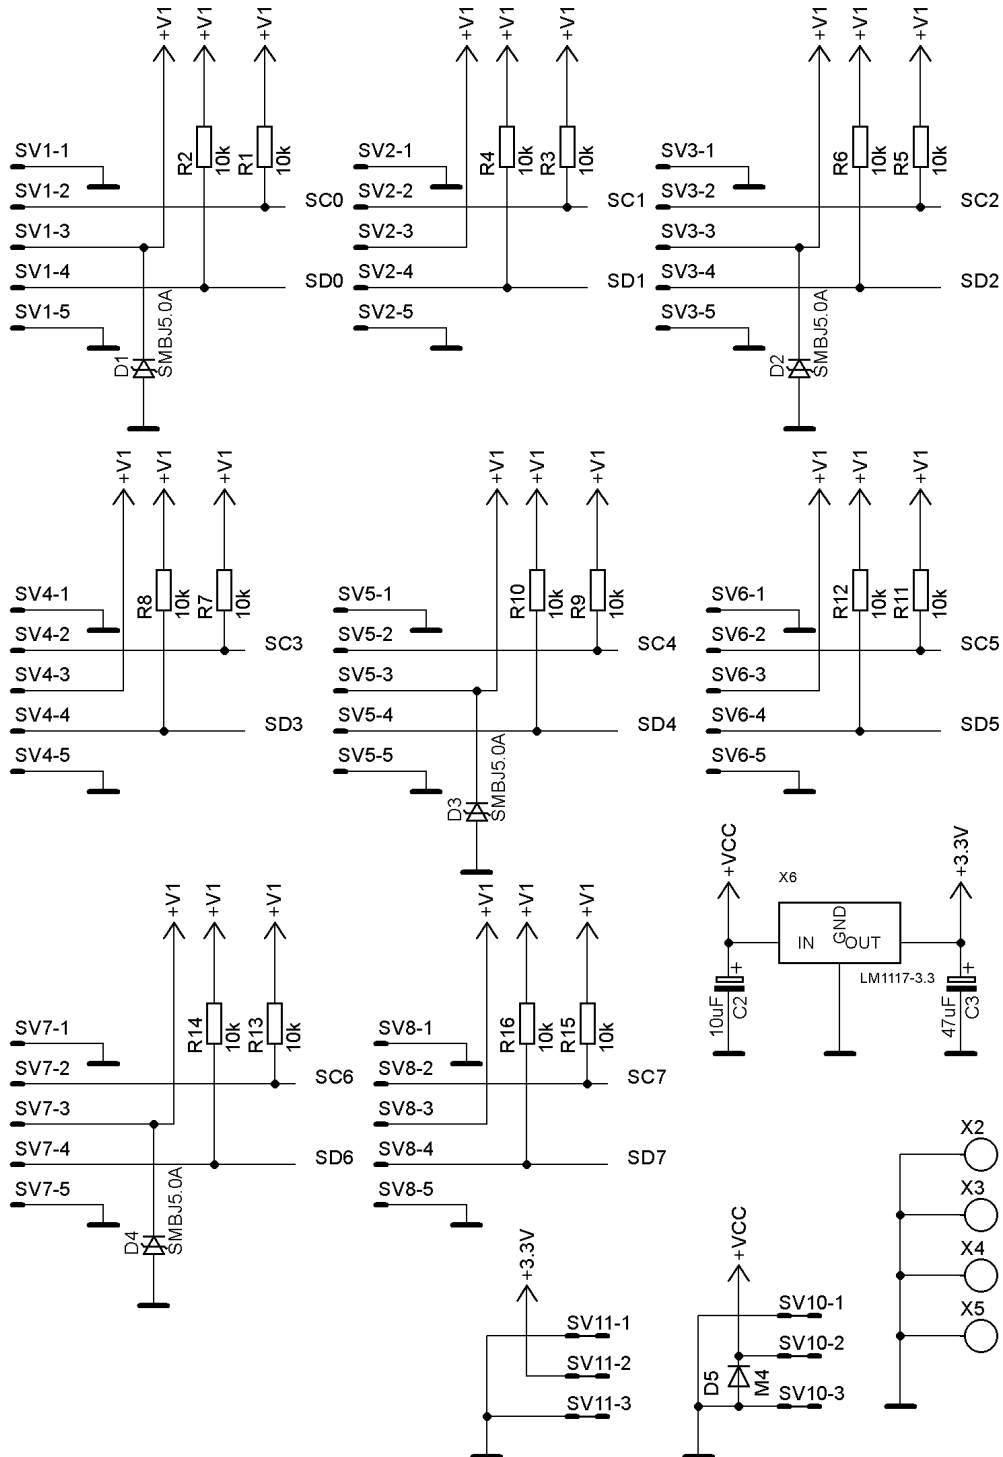 +V1 +V1 +V1 +V1 +V1 +V1 +V1 +V1 +V1
SV1-1 R2 10k R1 10k SV2-1 R4 10k R3 10k SV3-1 R6 10k R5 10k
SV1-2 SC0 SV2-2 SC1 SV3-2 SC2
SV1-3 SV2-3 SV3-3
SV1-4 SD0 SV2-4 SD1 SV3-4 SD2
SV1-5 SV2-5 SV3-5
D1 SMBJ5.0A D2 SMBJ5.0A
+V1 +V1 +V1 +V1 +V1 +V1 +V1 +V1 +V1
SV4-1 R8 10k R7 10k SV5-1 R10 10k R9 10k SV6-1 R12 10k R11 10k
SV4-2 SC3 SV5-2 SC4 SV6-2 SC5
SV4-3 SV5-3 SV6-3
SV4-4 SD3 SV5-4 SD4 SV6-4 SD5
SV4-5 SV5-5 SV6-5
D3 SMBJ5.0A
+VCC +3.3V
X6
+V1 +V1 +V1 +V1 +V1 +V1
IN GND OUT
LM1117-3.3
10uF + C2 47uF + C3
SV7-1 R14 10k R13 10k SV8-1 R16 10k R15 10k
SV7-2 SC6 SV8-2 SC7
SV7-3 SV8-3
SV7-4 SD6 SV8-4 SD7
SV7-5 SV8-5
D4 SMBJ5.0A
X2
X3
X4
X5
+3.3V +VCC
SV11-1 SV10-1
SV11-2 SV10-2
D5 M4
SV11-3 SV10-3